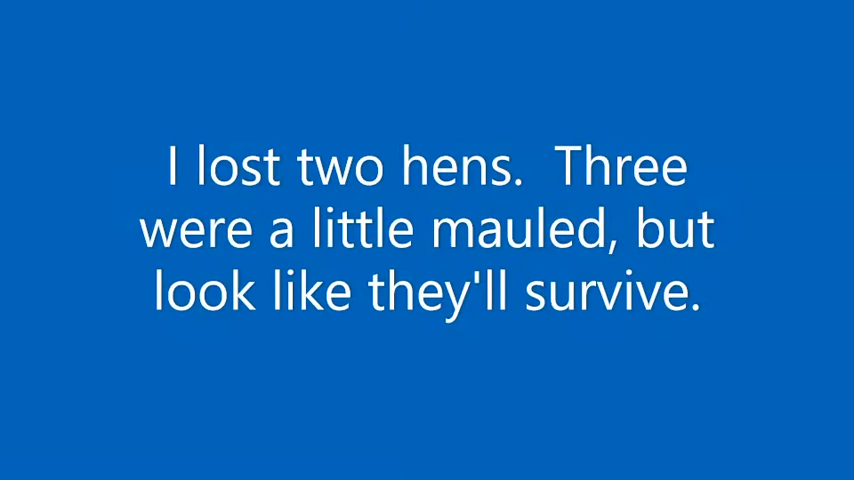 I lost two hens.  Three
were a little mauled, but
look like they'll survive.